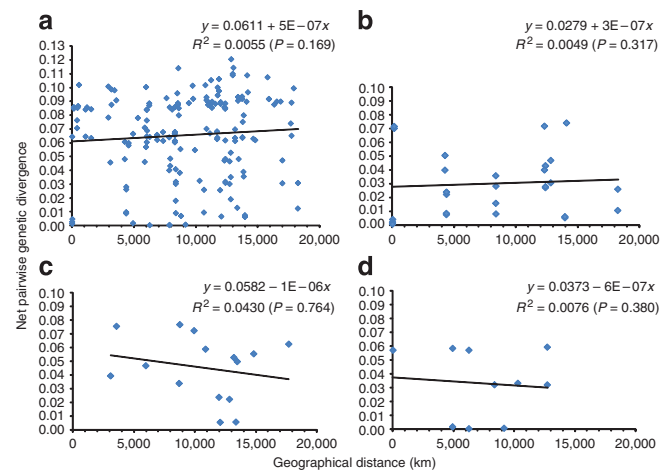 a
y = 0.0611 + 5E−07x
R² = 0.0055 (P = 0.169)
0.13
0.12
0.11
0.10
0.09
0.08
0.07
0.06
0.05
0.04
0.03
0.02
0.01
0.00
0 5,000 10,000 15,000 20,000
b
y = 0.0279 + 3E−07x
R² = 0.0049 (P = 0.317)
0.10
0.09
0.08
0.07
0.06
0.05
0.04
0.03
0.02
0.01
0.00
0 5,000 10,000 15,000 20,000
Net pairwise genetic divergence
c
y = 0.0582 − 1E−06x
R² = 0.0430 (P = 0.764)
0.10
0.09
0.08
0.07
0.06
0.05
0.04
0.03
0.02
0.01
0.00
0 5,000 10,000 15,000 20,000
d
y = 0.0373 − 6E−07x
R² = 0.0076 (P = 0.380)
0.10
0.09
0.08
0.07
0.06
0.05
0.04
0.03
0.02
0.01
0.00
0 5,000 10,000 15,000 20,000
Geographical distance (km)